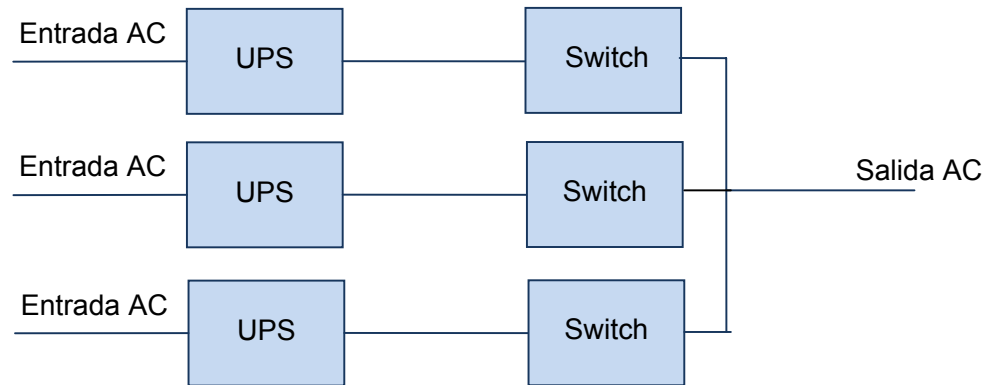 Entrada AC
UPS
Switch
Entrada AC
UPS
Switch
Salida AC
Entrada AC
UPS
Switch